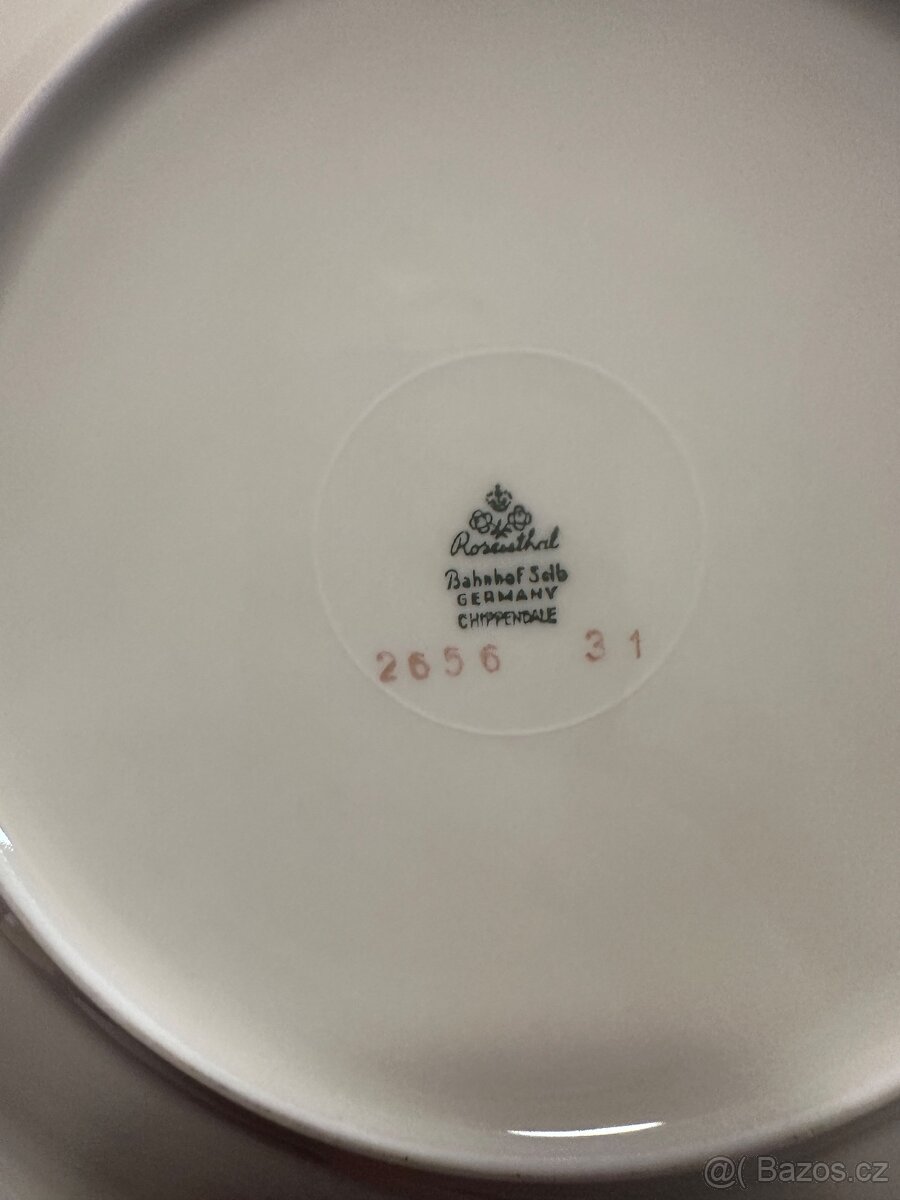 Rosenthal
Bahnhof Selb
GERMANY
CHIPPENDALE
2656 31
@( Bazos.cz